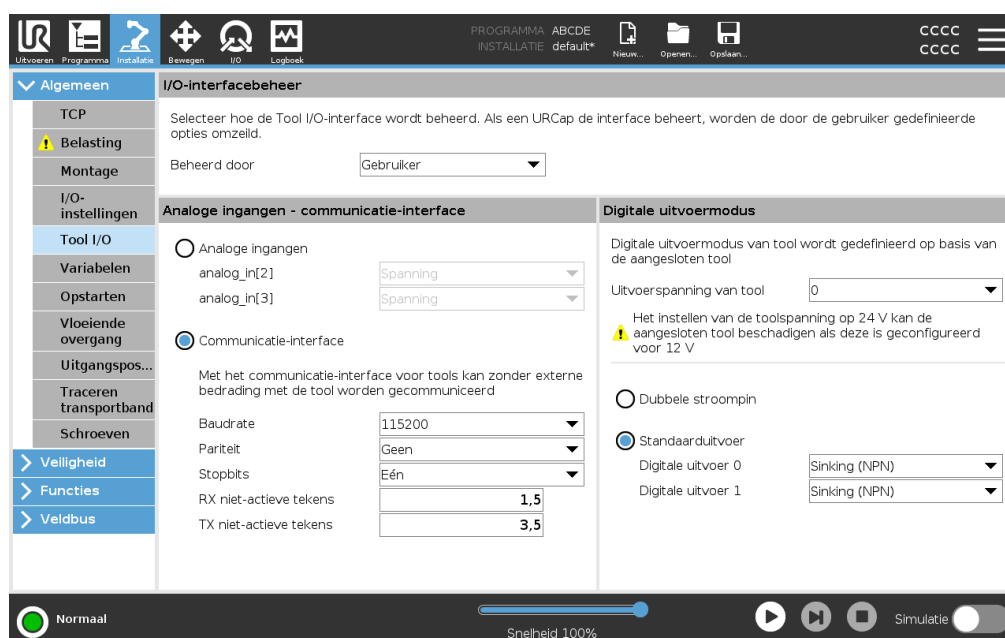 PROGRAMMA ABCDE
INSTALLATIE default*
cccc
cccc
Uitvoeren Programma Installatie Bewegen I/O Logboek Nieuw... Openen... Opslaan...
Algemeen
TCP
Belasting
Montage
I/O-
instellingen
Tool I/O
Variabelen
Opstarten
Vloeiende
overgang
Uitgangspos...
Traceren
transportband
Schroeven
Veiligheid
Functies
Veldbus
I/O-interfacebeheer
Selecteer hoe de Tool I/O-interface wordt beheerd. Als een URCap de interface beheert, worden de door de gebruiker gedefinieerde
opties omzeild.
Beheerd door Gebruiker
Analoge ingangen - communicatie-interface
Analoge ingangen
analog_in[2] Spanning
analog_in[3] Spanning
Communicatie-interface
Met het communicatie-interface voor tools kan zonder externe
bedrading met de tool worden gecommuniceerd
Baudrate 115200
Pariteit Geen
Stopbits Eén
RX niet-actieve tekens 1,5
TX niet-actieve tekens 3,5
Digitale uitvoermodus
Digitale uitvoermodus van tool wordt gedefinieerd op basis van
de aangesloten tool
Uitvoerspanning van tool 0
Het instellen van de toolspanning op 24 V kan de
aangesloten tool beschadigen als deze is geconfigureerd
voor 12 V
Dubbele stroompin
Standaarduitvoer
Digitale uitvoer 0 Sinking (NPN)
Digitale uitvoer 1 Sinking (NPN)
Normaal
Snelheid 100%
Simulatie